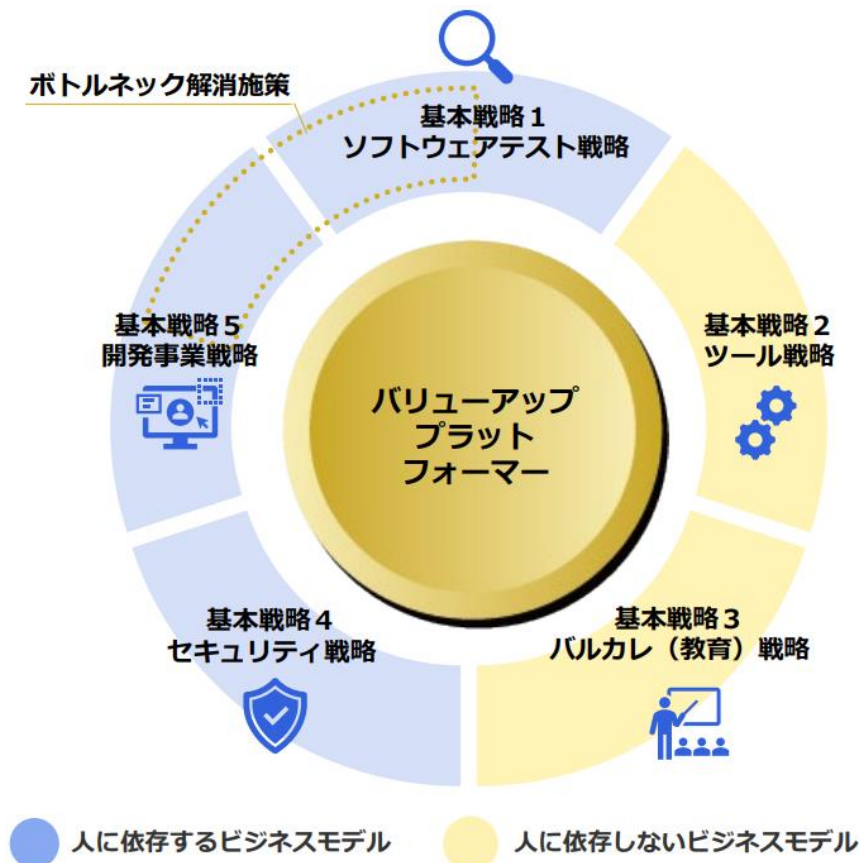 ボトルネック解消施策
基本戦略１
ソフトウェアテスト戦略
基本戦略２
ツール戦略
基本戦略３
バルカレ（教育）戦略
基本戦略４
セキュリティ戦略
基本戦略５
開発事業戦略
バリューアップ
プラット
フォーマー
人に依存するビジネスモデル
人に依存しないビジネスモデル